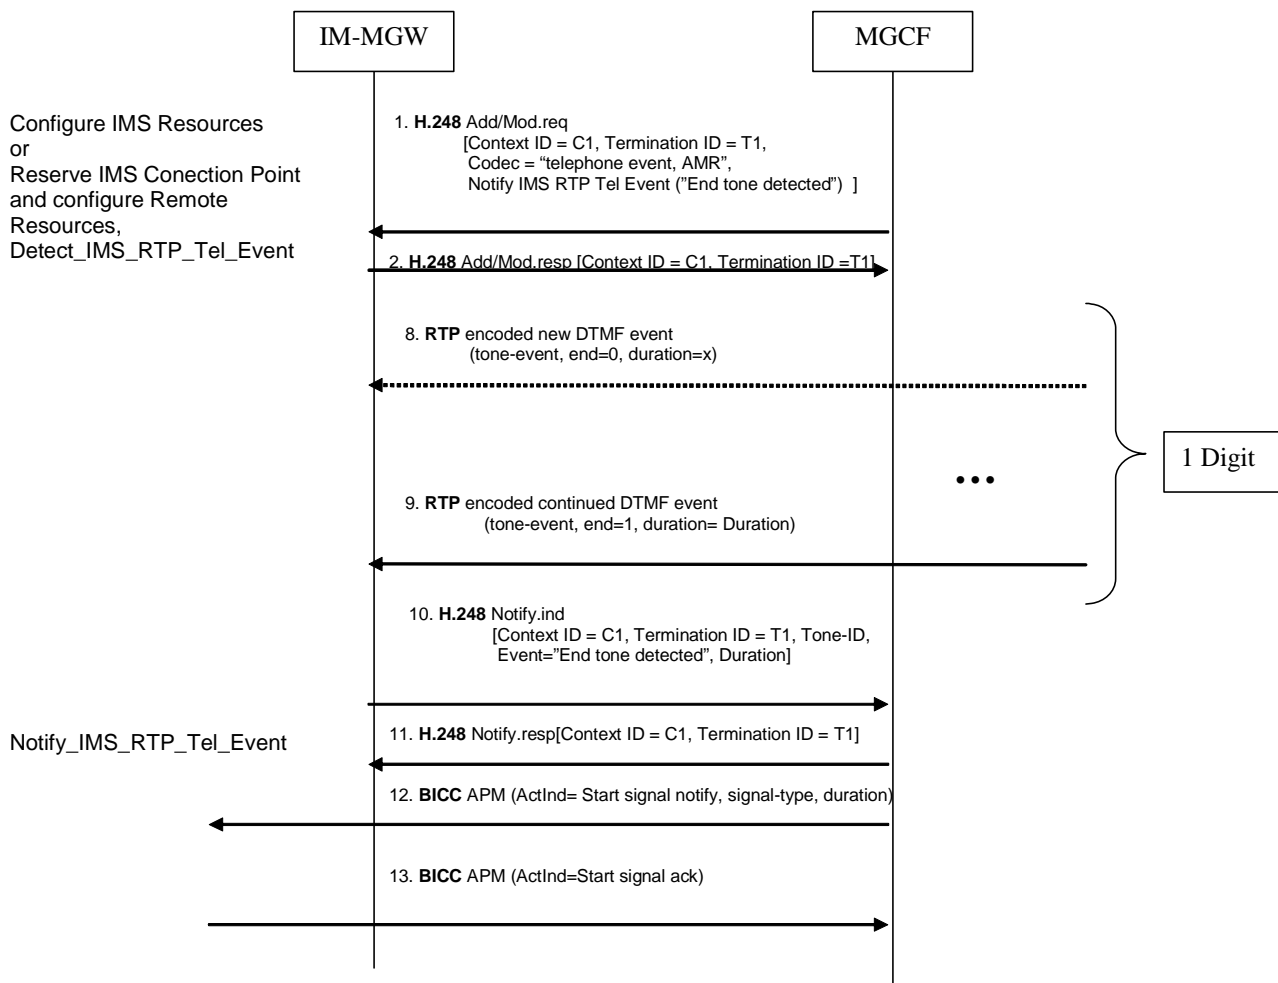 IM-MGW
MGCF
Configure IMS Resources
or
Reserve IMS Conection Point
and configure Remote
Resources,
Detect_IMS_RTP_Tel_Event
1. H.248 Add/Mod.req
[Context ID = C1, Termination ID = T1,
Codec = “telephone event, AMR”,
Notify IMS RTP Tel Event (”End tone detected”) ]
2. H.248 Add/Mod.resp [Context ID = C1, Termination ID =T1]
8. RTP encoded new DTMF event
(tone-event, end=0, duration=x)
...
1 Digit
9. RTP encoded continued DTMF event
(tone-event, end=1, duration= Duration)
10. H.248 Notify.ind
[Context ID = C1, Termination ID = T1, Tone-ID,
Event=”End tone detected”, Duration]
Notify_IMS_RTP_Tel_Event
11. H.248 Notify.resp[Context ID = C1, Termination ID = T1]
12. BICC APM (ActInd= Start signal notify, signal-type, duration)
13. BICC APM (ActInd=Start signal ack)